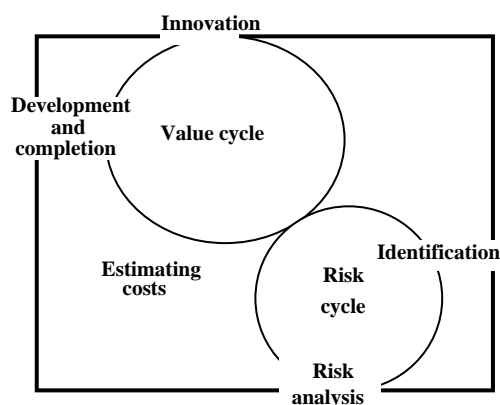 Innovation
Development
and
completion
Value cycle
Estimating
costs
Identification
Risk
cycle
Risk
analysis